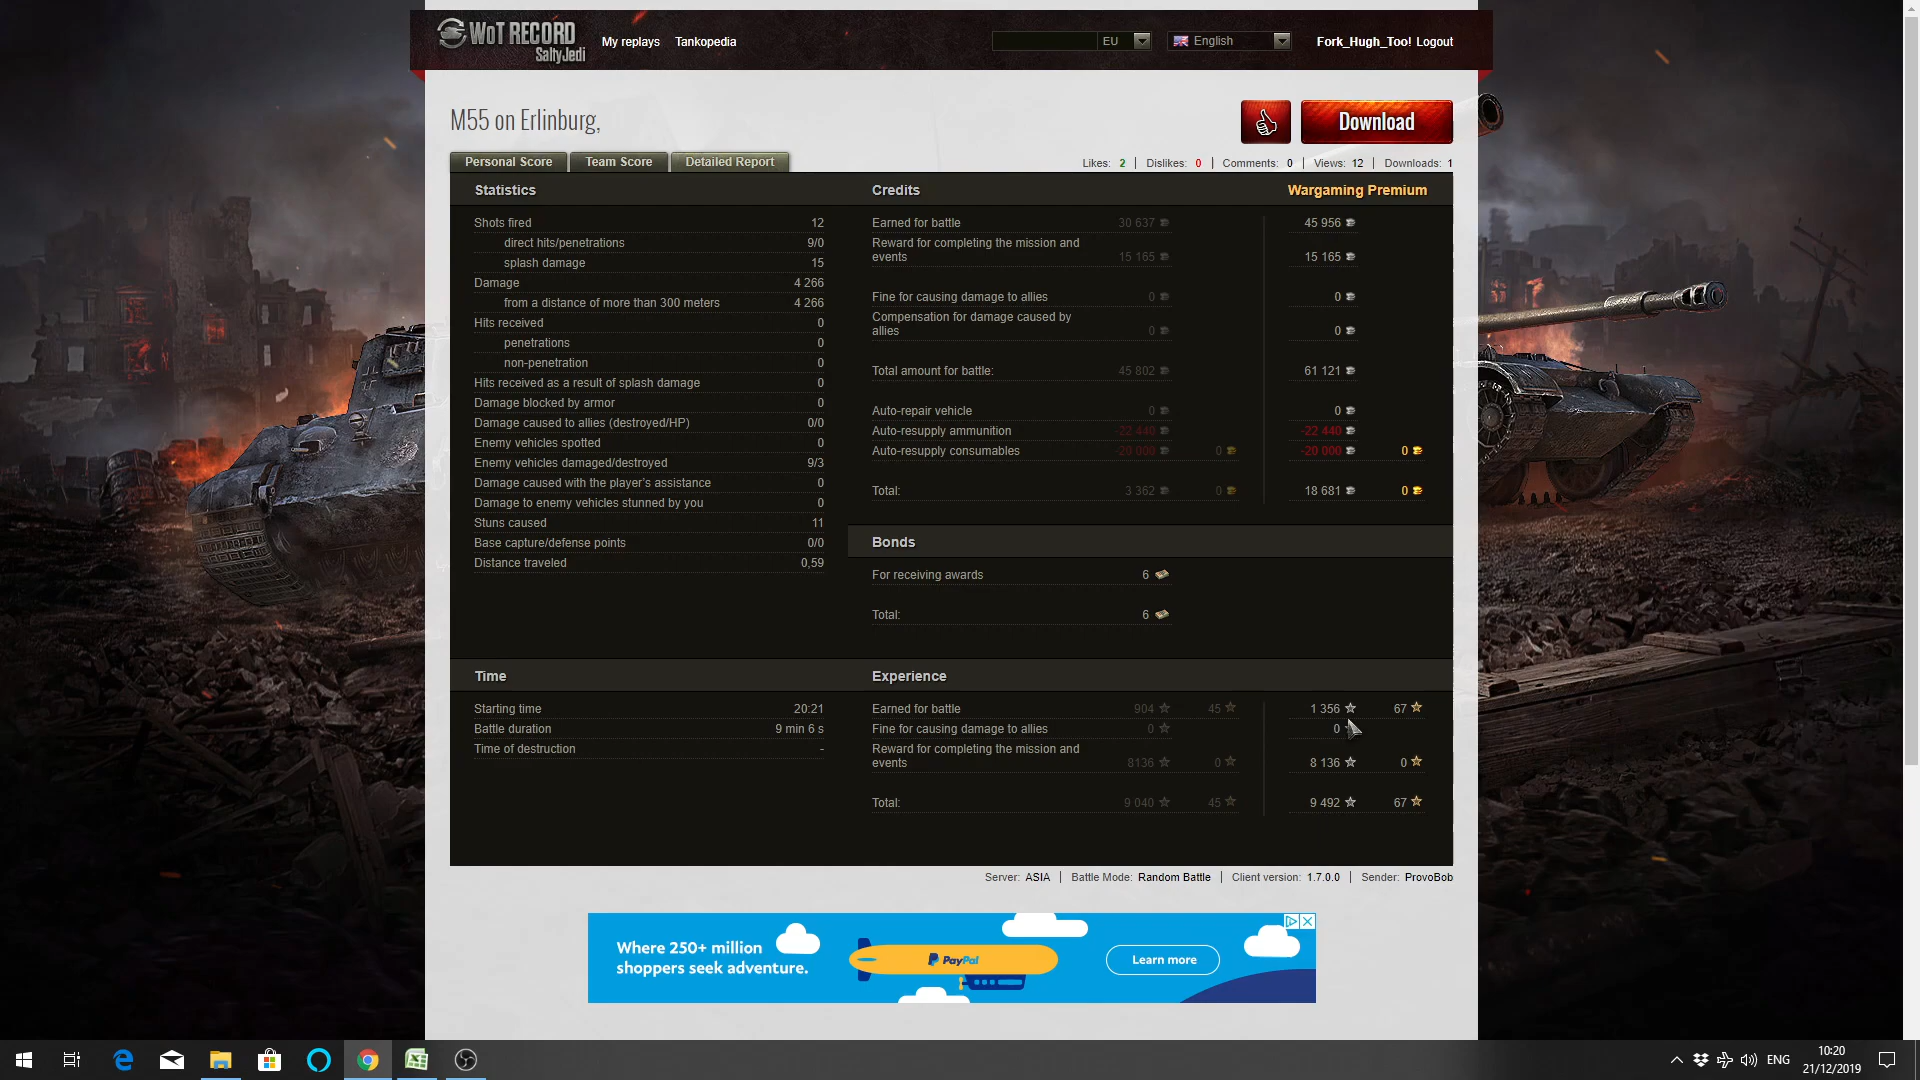 WoT RECORD
SaltyJedi
My replays
Tankopedia
EU
English
Fork_Hugh_Too! Logout
M55 on Erlinburg,
Download
Personal Score
Team Score
Detailed Report
Likes: 2 | Dislikes: 0 | Comments: 0 | Views: 12 | Downloads: 1
Statistics
Shots fired 12
direct hits/penetrations 9/0
splash damage 15
Damage 4 266
from a distance of more than 300 meters 4 266
Hits received 0
penetrations 0
non-penetration 0
Hits received as a result of splash damage 0
Damage blocked by armor 0
Damage caused to allies (destroyed/HP) 0/0
Enemy vehicles spotted 0
Enemy vehicles damaged/destroyed 9/3
Damage caused with the player's assistance 0
Damage to enemy vehicles stunned by you 0
Stuns caused 11
Base capture/defense points 0/0
Distance traveled 0,59
Credits Wargaming Premium
Earned for battle 30 637 45 956
Reward for completing the mission and
events 15 165 15 165
Fine for causing damage to allies 0 0
Compensation for damage caused by
allies 0 0
Total amount for battle: 45 802 61 121
Auto-repair vehicle 0 0
Auto-resupply ammunition -22 440 -22 440
Auto-resupply consumables -20 000 0 -20 000 0
Total: 3 362 0 18 681 0
Bonds
For receiving awards 6
Total: 6
Time
Starting time 20:21
Battle duration 9 min 6 s
Time of destruction -
Experience
Earned for battle 904 45 1 356 67
Fine for causing damage to allies 0 0
Reward for completing the mission and
events 8136 0 8 136 0
Total: 9 040 45 9 492 67
Server: ASIA | Battle Mode: Random Battle | Client version: 1.7.0.0 | Sender: ProvoBob
Where 250+ million
shoppers seek adventure.
PayPal
Learn more
ENG
10:20
21/12/2019